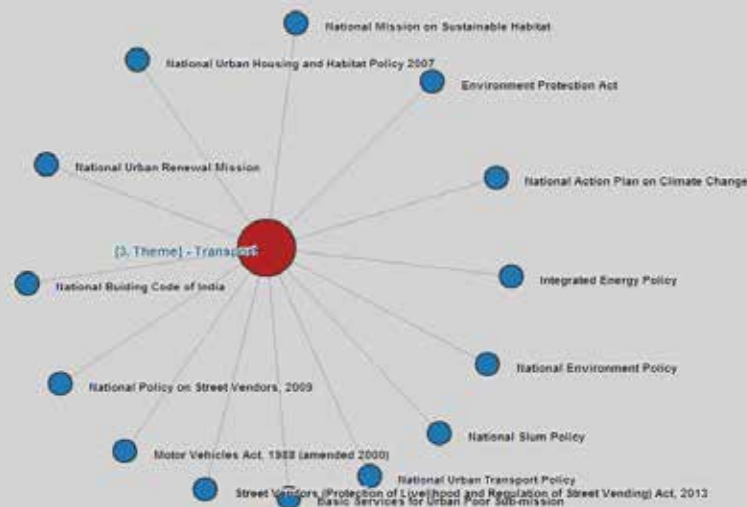 National Mission on Sustainable Habitat
National Urban Housing and Habitat Policy 2007
Environment Protection Act
National Urban Renewal Mission
National Action Plan on Climate Change
{3. Theme} - Transport
National Buiding Code of India
Integrated Energy Policy
National Environment Policy
National Policy on Street Vendors, 2009
National Slum Policy
Motor Vehicles Act. 1988 (amended 2000)
National Urban Transport Policy
Street Vendors (Protection of Livelihood and Regulation of Street Vending) Act, 2013
Basic Services for Urban Poor Sub-mission